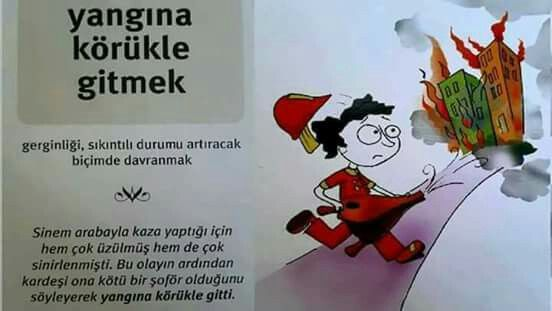 yangına
körükle
gitmek
gerginliği, sıkıntılı durumu artıracak
biçimde davranmak
Sinem arabayla kaza yaptığı için
hem çok üzülmüş hem de çok
sinirlenmişti. Bu olayın ardından
kardeşi ona kötü bir şoför olduğunu
söyleyerek yangına körükle gitti.